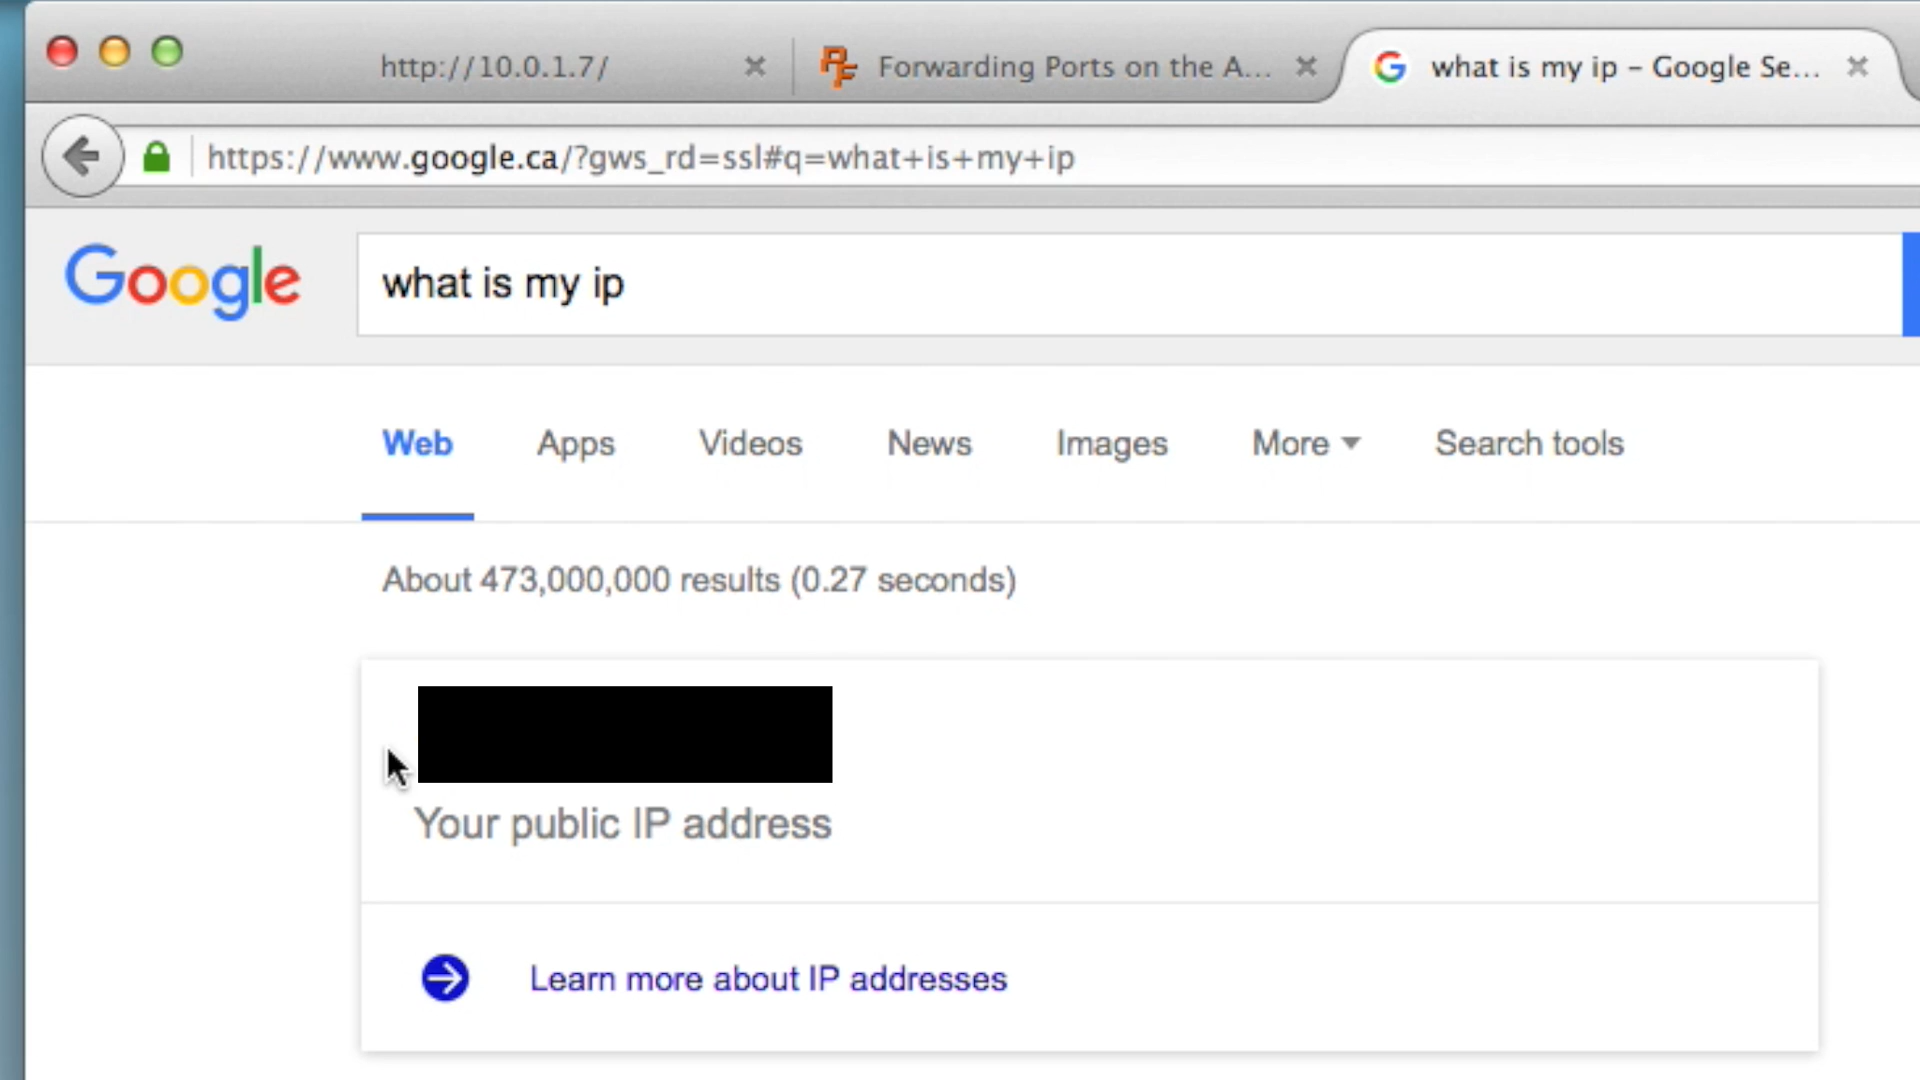 http://10.0.1.7/
Forwarding Ports on the A...
what is my ip - Google Se...
https://www.google.ca/?gws_rd=ssl#q=what+is+my+ip
Google
what is my ip
Web Apps Videos News Images More Search tools
About 473,000,000 results (0.27 seconds)
Your public IP address
Learn more about IP addresses